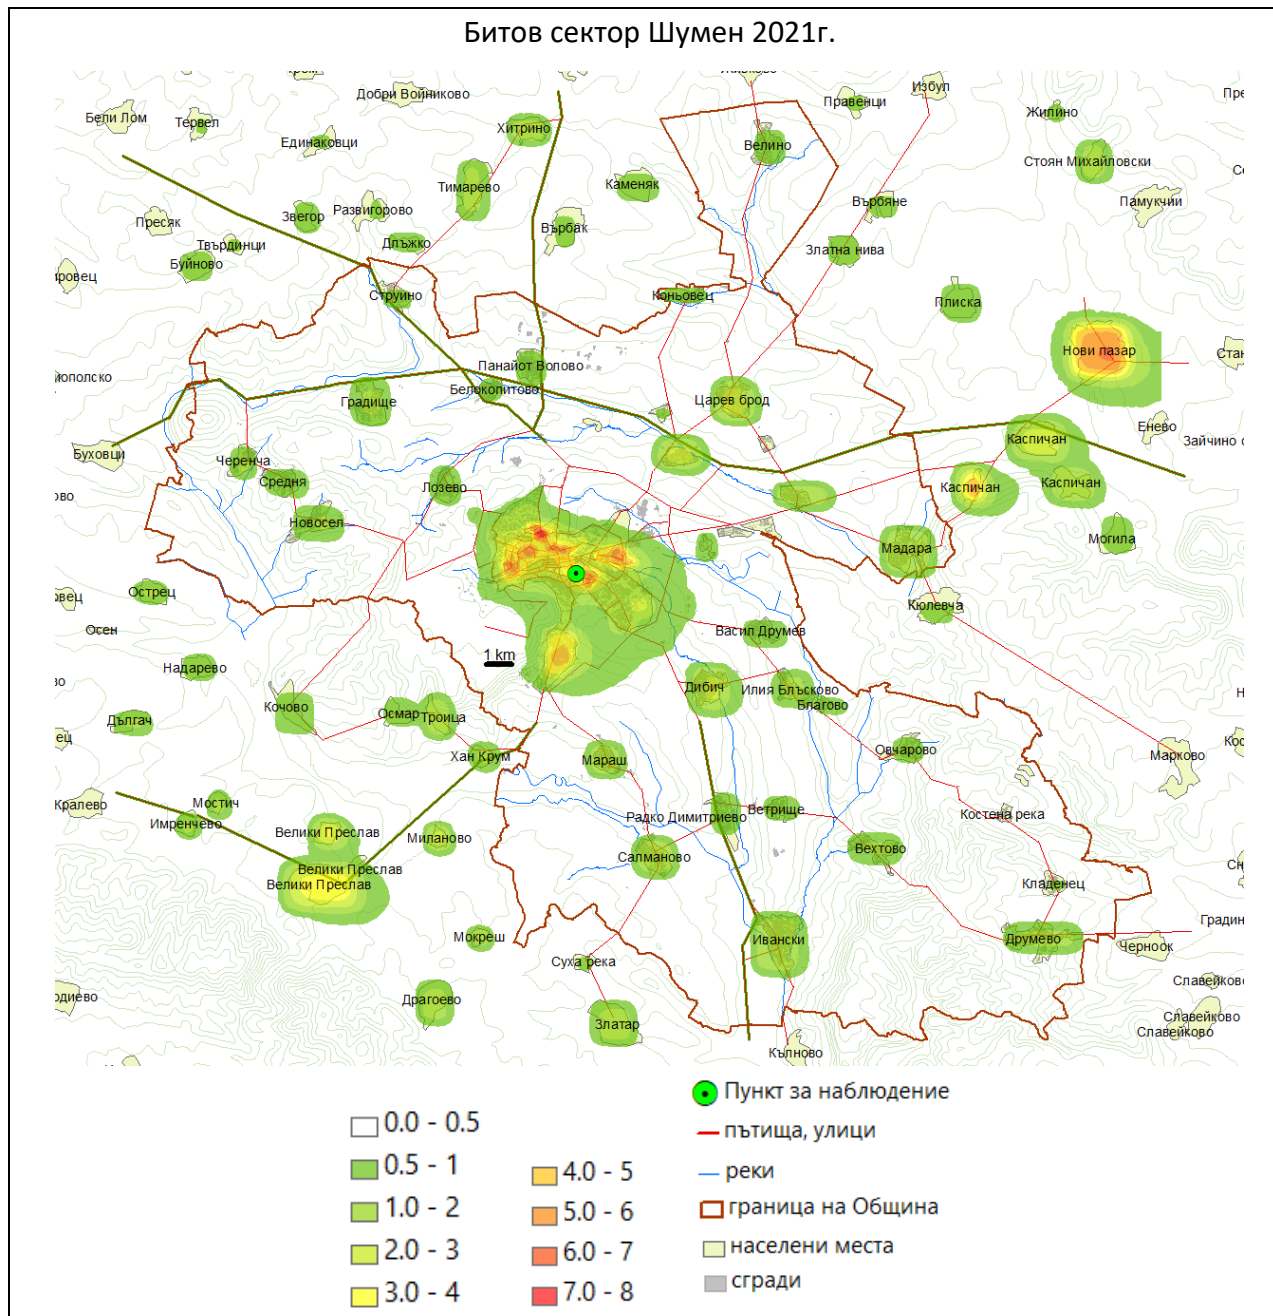 Битов сектор Шумен 2021г.
Добри Войниково
Избул
Правенци
Жилино
Бели Лом
Тервел
Хитрино
Единаковци
Велино
Стоян Михайловски
Тимарево
Каменяк
Памукчии
Върбяне
Звегор
Развигорово
Пресяк
Върбак
Твърдинци
Длъжко
Златна нива
Буйново
Струйно
Коньовец
Плиска
Нови пазар
Панайот Волово
Белокопитово
Градище
Царев брод
Енево
Каспичан
Буховци
Черенча
Средня
Лозево
Каспичан
Каспичан
Новосел
Могила
Мадара
Острец
Кюлевча
Осен
Васил Друмев
1 km
Надарево
Дибич
Илия Блъсково
Благово
Кочово
Осмар
Троица
Дългач
Хан Крум
Овчарово
Мараш
Марково
Кралево
Мостич
Имренчево
Радко Димитриево
Ветрище
Костена река
Велики Преслав
Миланово
Салманово
Вехтово
Велики Преслав
Велики Преслав
Кладенец
Мокреш
Ивански
Друмево
Черноок
Суха река
Драгоево
Златар
Славейково
Славейково
Кълново
Пункт за наблюдение
0.0 - 0.5
пътища, улици
0.5 - 1
4.0 - 5
реки
1.0 - 2
5.0 - 6
граница на Община
2.0 - 3
6.0 - 7
населени места
3.0 - 4
7.0 - 8
сгради